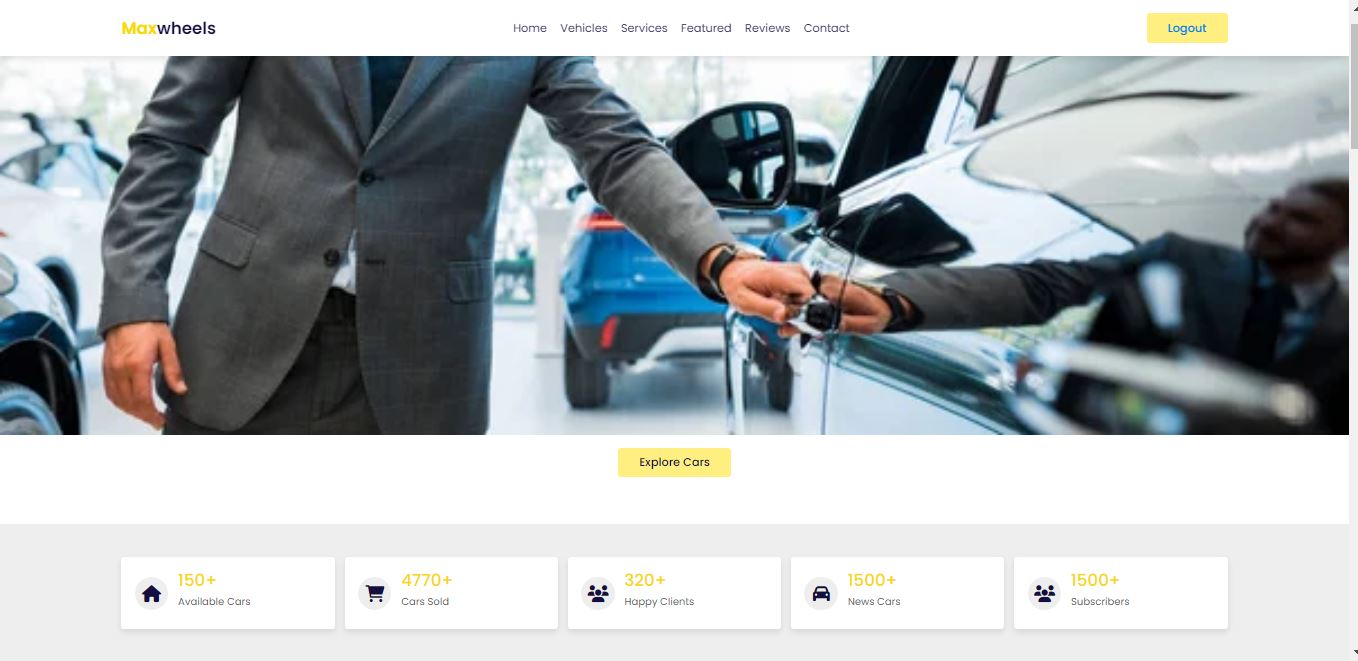 Maxwheels
Home Vehicles Services Featured Reviews Contact
Logout
Explore Cars
150+
Available Cars
4770+
Cars Sold
320+
Happy Clients
1500+
News Cars
1500+
Subscribers